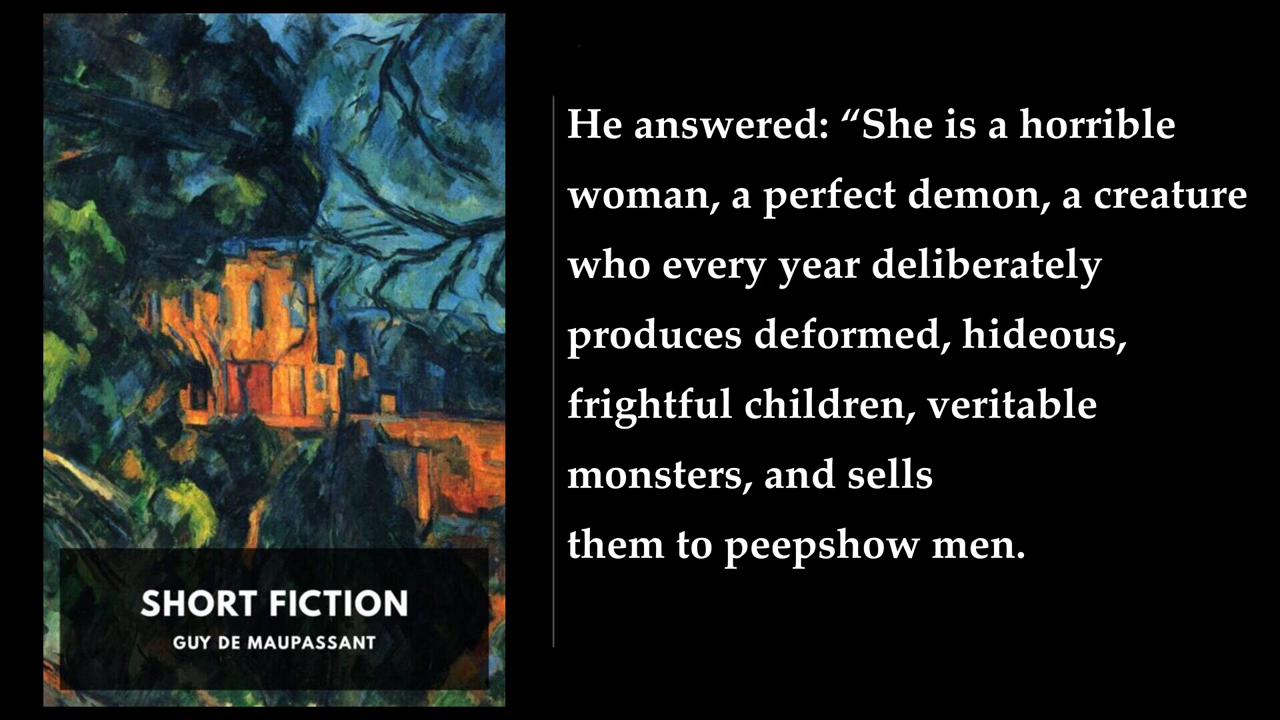 He answered: “She is a horrible
woman, a perfect demon, a creature
who every year deliberately
produces deformed, hideous,
frightful children, veritable
monsters, and sells
them to peepshow men.
SHORT FICTION
GUY DE MAUPASSANT